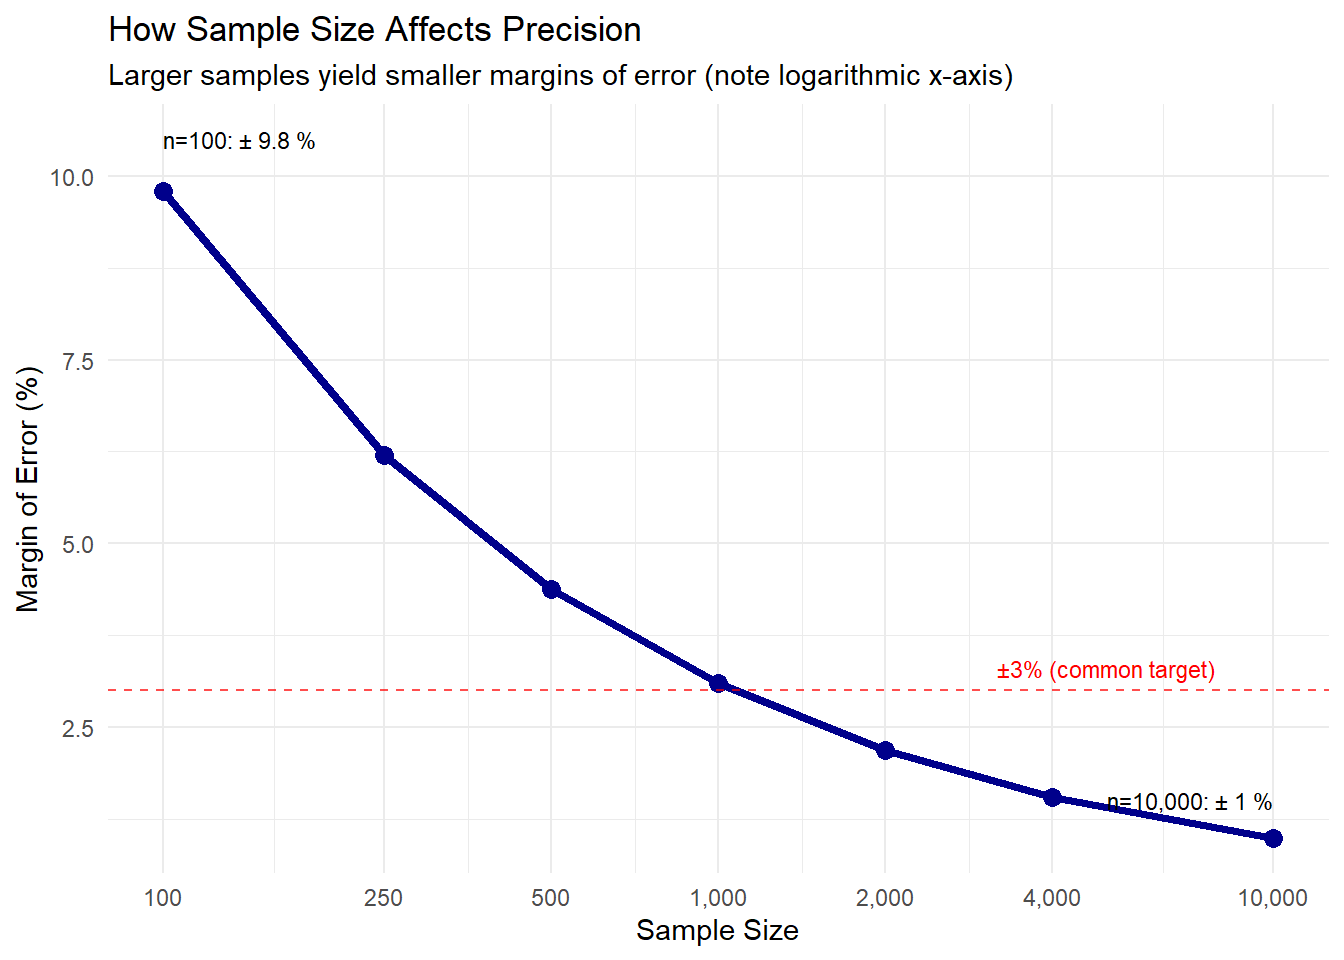 How Sample Size Affects Precision
Larger samples yield smaller margins of error (note logarithmic x-axis)
n=100: ± 9.8 %
10.0
7.5
5.0
2.5
Margin of Error (%)
±3% (common target)
n=10,000: ± 1 %
100 250 500 1,000 2,000 4,000 10,000
Sample Size